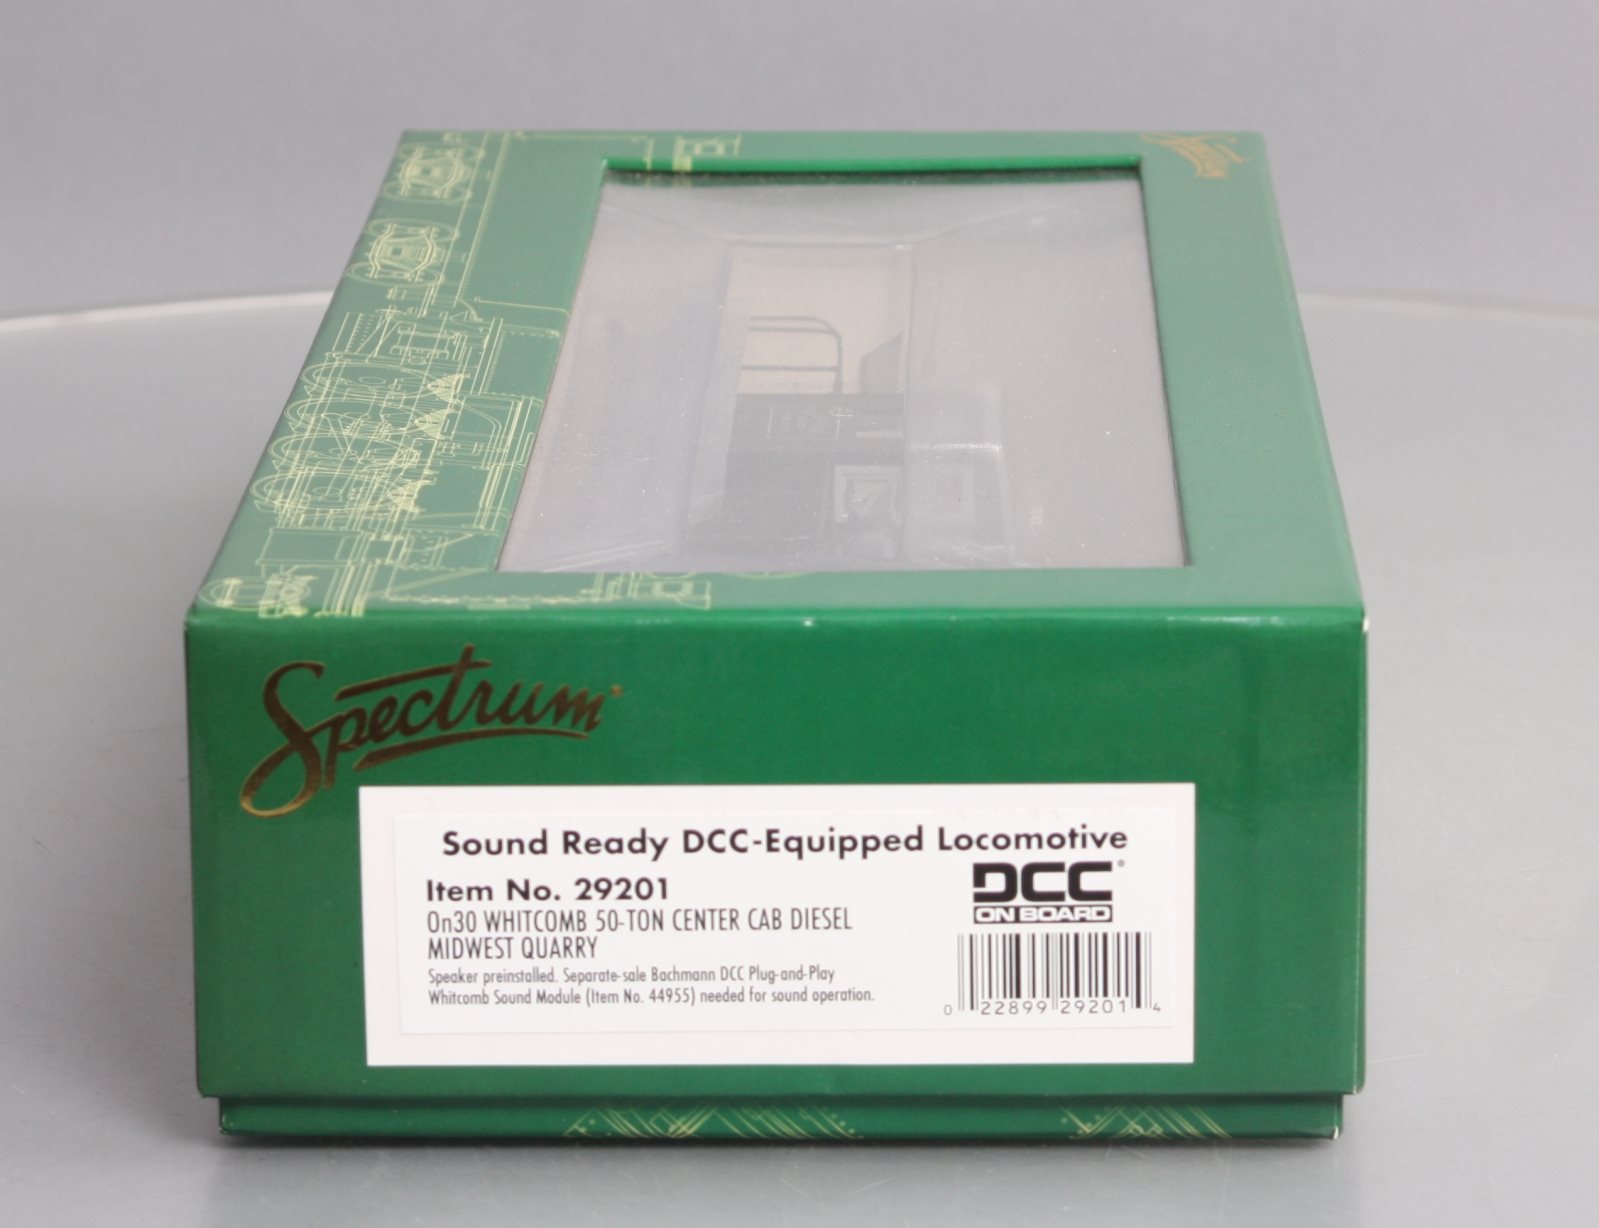 Spectrum
Spectrum
Sound Ready DCC-Equipped Locomotive
Item No. 29201
DCC®
ON BOARD
On30 WHITCOMB 50-TON CENTER CAB DIESEL
MIDWEST QUARRY
Speaker preinstalled. Separate-sale Bachmann DCC Plug-and-Play
Whitcomb Sound Module (Item No. 44955) needed for sound operation.
0 22899 29201 4